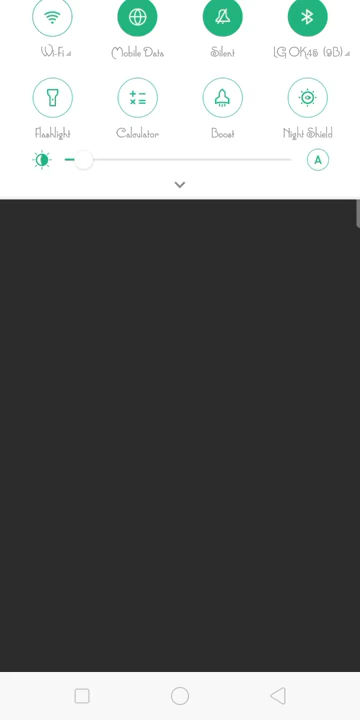 Wi-Fi
Mobile Data
Silent
LG OK45 (9B)
Flashlight
Calculator
Boost
Night Shield
A